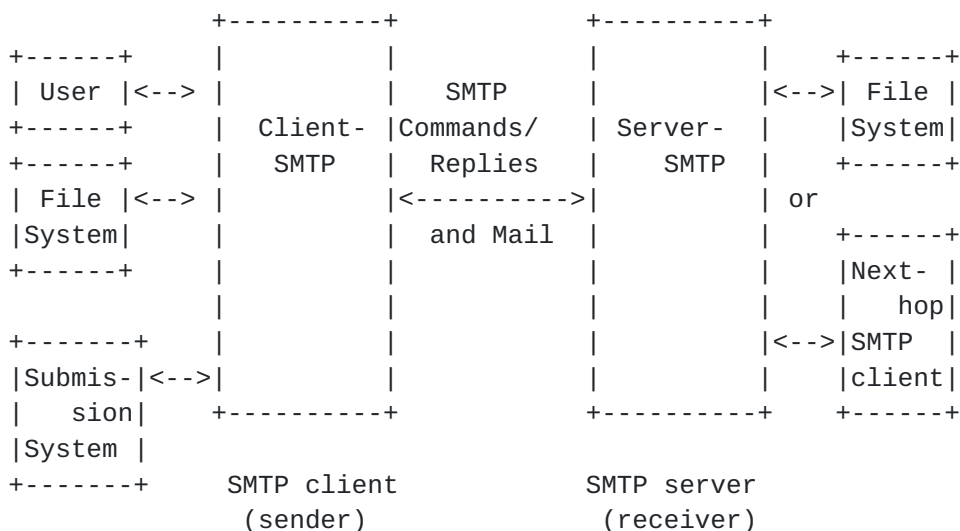 +----------+                +----------+
+------+    |          |                |          |    +------+
| User |<--> |          |   SMTP     |          |<-->| File |
+------+    |  Client- |Commands/   | Server-  |    |System|
+------+    |   SMTP   |  Replies   |    SMTP  |    +------+
| File |<--> |          |<---------->|          | or
|System|    |          |  and Mail  |          |    +------+
+------+    |          |            |          |    |Next- |
            |          |            |          |    |   hop|
+-------+   |          |            |          |<-->|SMTP  |
|Submis-|<-->|          |            |          |    |client|
|   sion|   +----------+            +----------+    +------+
|System |
+-------+    SMTP client            SMTP server
              (sender)               (receiver)